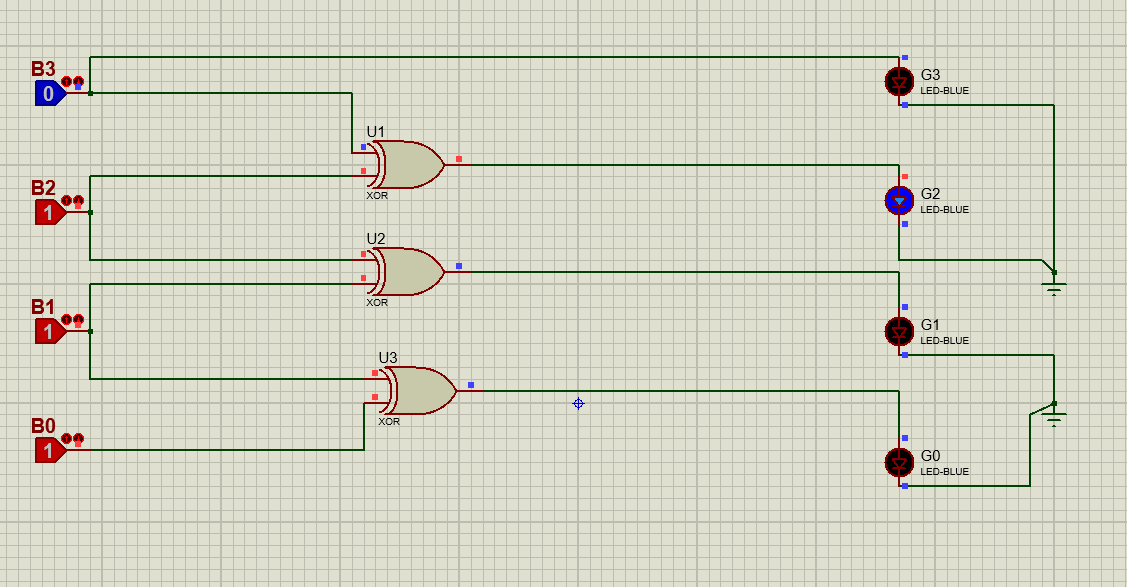 B3
0
G3
LED-BLUE
U1
XOR
B2
1
G2
LED-BLUE
U2
XOR
B1
1
G1
LED-BLUE
U3
XOR
B0
1
G0
LED-BLUE